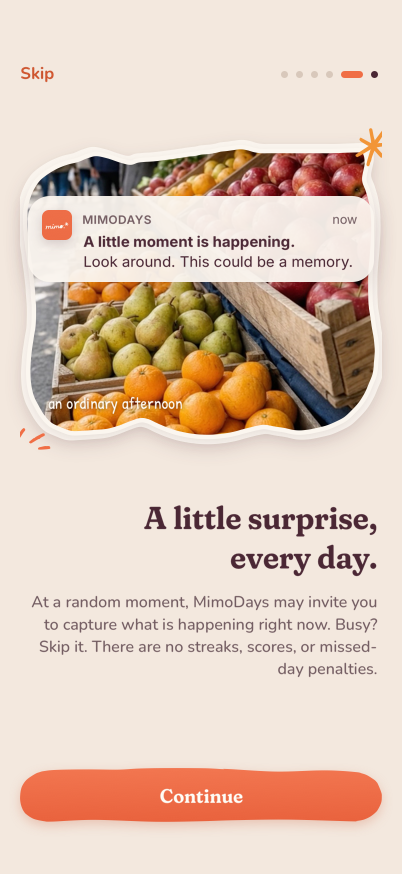 Skip
mimo.
MIMODAYS
now
A little moment is happening.
Look around. This could be a memory.
an ordinary afternoon
A little surprise,
every day.
At a random moment, MimoDays may invite you
to capture what is happening right now. Busy?
Skip it. There are no streaks, scores, or missed-
day penalties.
Continue